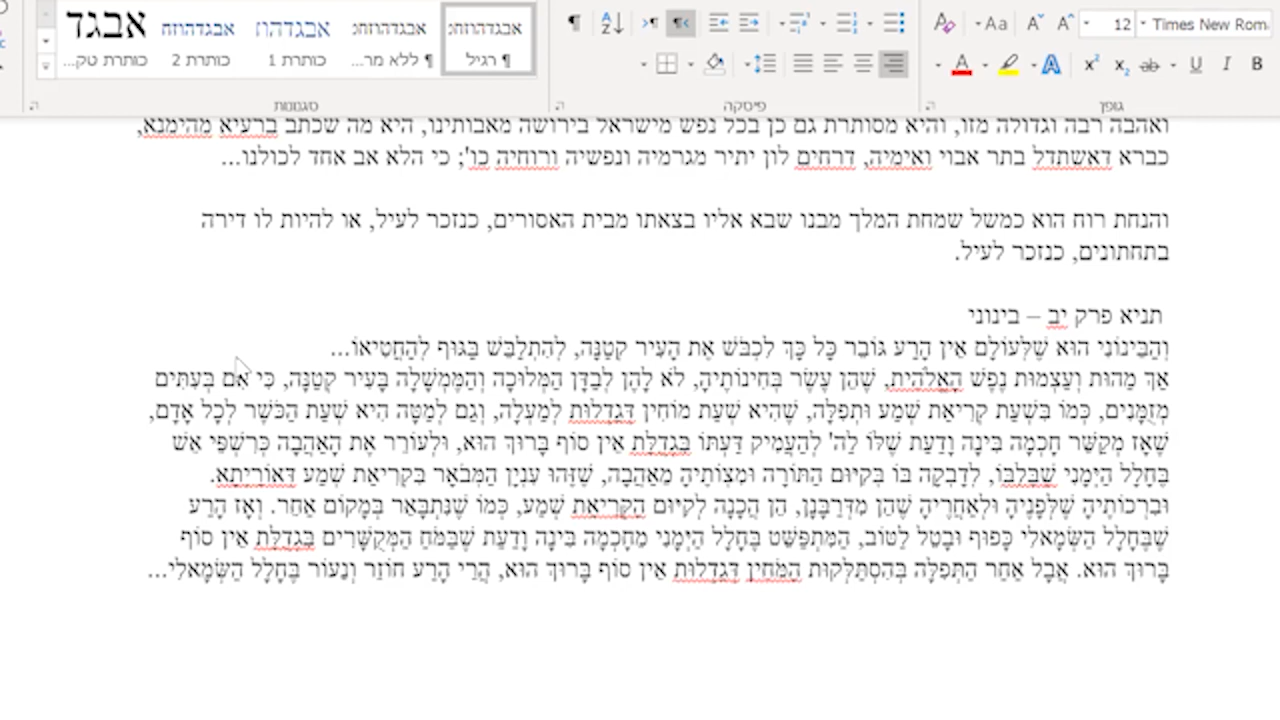 אבגדהוזחי
¶ רגיל
אבגדהוזחי
¶ ללא מר...
אבגדהו
כותרת 1
אבגדהוזח
כותרת 2
אבגד
כותרת טק...
12
Times New Rom
Aa
סגנונות
פיסקה
גופן
ואהבה רבה וגדולה מזו, והיא מסותרת גם כן בכל נפש מישראל בירושה מאבותינו, היא מה שכתב ברעיא מהימנא,
כברא דאשתדל בתר אבוי ואימיה, דרחים לון יתיר מגרמיה ונפשיה ורוחיה כו'; כי הלא אב אחד לכולנו...
והנחת רוח הוא כמשל שמחת המלך מבנו שבא אליו בצאתו מבית האסורים, כנזכר לעיל, או להיות לו דירה
בתחתונים, כנזכר לעיל.
תניא פרק יב – בינוני
וְהַבֵּינוֹנִי הוּא שֶׁלְּעוֹלָם אֵין הָרַע גּוֹבֵר כָּל כָּךְ לִכְבֹּשׁ אֶת הָעִיר קְטַנָּה, לְהִתְלַבֵּשׁ בַּגּוּף לְהַחֲטִיאוֹ...
אַךְ מַהוּת וְעַצְמוּת נֶפֶשׁ הָאֱלֹהִית, שֶׁהֵן עֶשֶׂר בְּחִינוֹתֶיהָ, לֹא לָהֶן לְבַדָּן הַמְּלוּכָה וְהַמֶּמְשָׁלָה בָּעִיר קְטַנָּה, כִּי אִם בְּעִתִּים
מְזֻמָּנִים, כְּמוֹ בִּשְׁעַת קְרִיאַת שְׁמַע וּתְפִלָּה, שֶׁהִיא שְׁעַת מוֹחִין דְּגַדְלוּת לְמַעְלָה, וְגַם לְמַטָּה הִיא שְׁעַת הַכֹּשֶׁר לְכָל אָדָם,
שֶׁאָז מְקַשֵּׁר חָכְמָה בִּינָה וָדַעַת שֶׁלּוֹ לַה' לְהַעֲמִיק דַּעְתּוֹ בִּגְדֻלַּת אֵין סוֹף בָּרוּךְ הוּא, וּלְעוֹרֵר אֶת הָאַהֲבָה כְּרִשְׁפֵּי אֵשׁ
בֶּחָלָל הַיְּמָנִי שֶׁבְּלִבּוֹ, לְדָבְקָה בוֹ בְּקִיּוּם הַתּוֹרָה וּמִצְוֹתֶיהָ מֵאַהֲבָה, שֶׁזֶּהוּ עִנְיָן הַמְּבֹאָר בִּקְרִיאַת שְׁמַע דְּאוֹרַיְתָא.
וּבִרְכוֹתֶיהָ שֶׁלְּפָנֶיהָ וּלְאַחֲרֶיהָ שֶׁהֵן מִדְּרַבָּנָן, הֵן הֲכָנָה לְקִיּוּם הַקְּרִיאַת שְׁמַע, כְּמוֹ שֶׁנִּתְבָּאֵר בְּמָקוֹם אַחֵר. וְאָז הָרַע
שֶׁבֶּחָלָל הַשְּׂמָאלִי כָּפוּף וּבָטֵל לַטּוֹב, הַמִּתְפַּשֵּׁט בֶּחָלָל הַיְּמָנִי מֵחָכְמָה בִּינָה וָדַעַת שֶׁבַּמֹּחַ הַמְקֻשָּׁרִים בִּגְדֻלַּת אֵין סוֹף
בָּרוּךְ הוּא. אֲבָל אַחַר הַתְּפִלָּה בְּהִסְתַּלְּקוּת הַמֹּחִין דְּגַדְלוּת אֵין סוֹף בָּרוּךְ הוּא, הֲרֵי הָרַע חוֹזֵר וְנֵעוֹר בֶּחָלָל הַשְּׂמָאלִי...